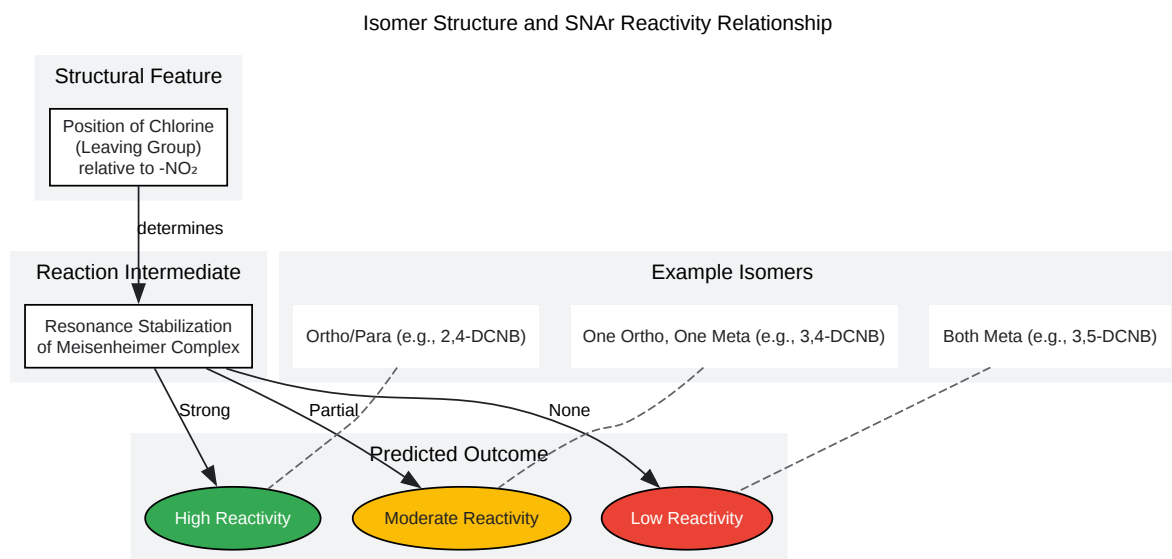 Isomer Structure and SNAr Reactivity Relationship
Structural Feature
Position of Chlorine
(Leaving Group)
relative to -NO₂
determines
Reaction Intermediate
Resonance Stabilization
of Meisenheimer Complex
Example Isomers
Ortho/Para (e.g., 2,4-DCNB)
One Ortho, One Meta (e.g., 3,4-DCNB)
Both Meta (e.g., 3,5-DCNB)
Strong
Partial
None
Predicted Outcome
High Reactivity
Moderate Reactivity
Low Reactivity